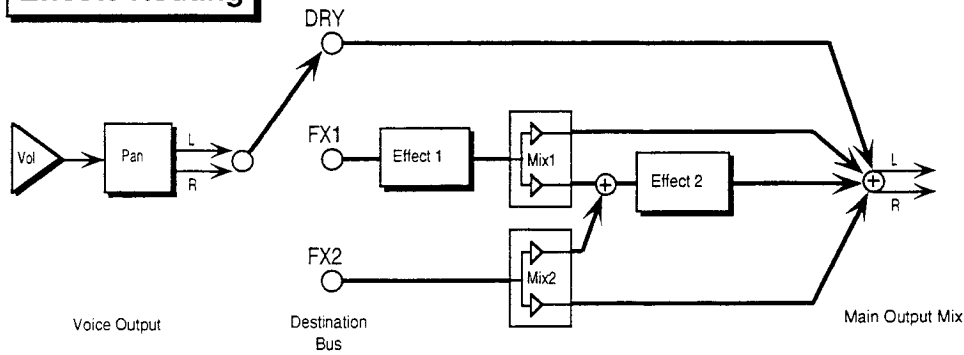 Effects Routing
DRY
Vol
Pan
L
R
FX1
Effect 1
Mix1
Effect 2
L
R
FX2
Mix2
Voice Output
Destination
Bus
Main Output Mix